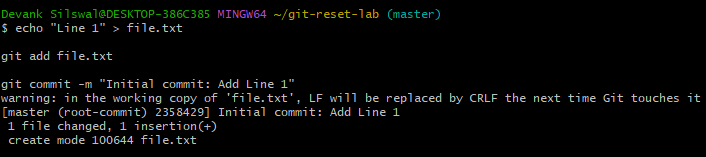 Devank Silswal@DESKTOP-386C385 MINGW64 ~/git-reset-lab (master)
$ echo "Line 1" > file.txt
git add file.txt
git commit -m "Initial commit: Add Line 1"
warning: in the working copy of 'file.txt', LF will be replaced by CRLF the next time Git touches it
[master (root-commit) 2358429] Initial commit: Add Line 1
 1 file changed, 1 insertion(+)
 create mode 100644 file.txt